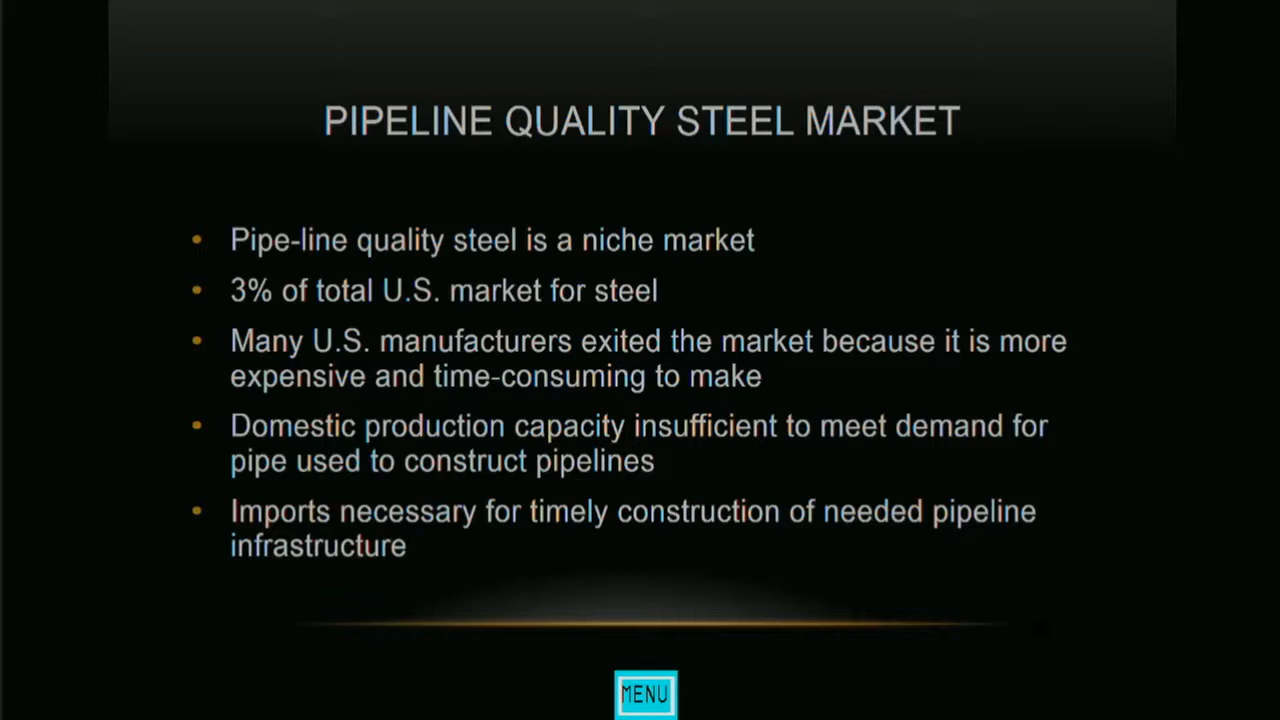 PIPELINE QUALITY STEEL MARKET
• Pipe-line quality steel is a niche market
• 3% of total U.S. market for steel
• Many U.S. manufacturers exited the market because it is more
expensive and time-consuming to make
• Domestic production capacity insufficient to meet demand for
pipe used to construct pipelines
• Imports necessary for timely construction of needed pipeline
infrastructure
MENU